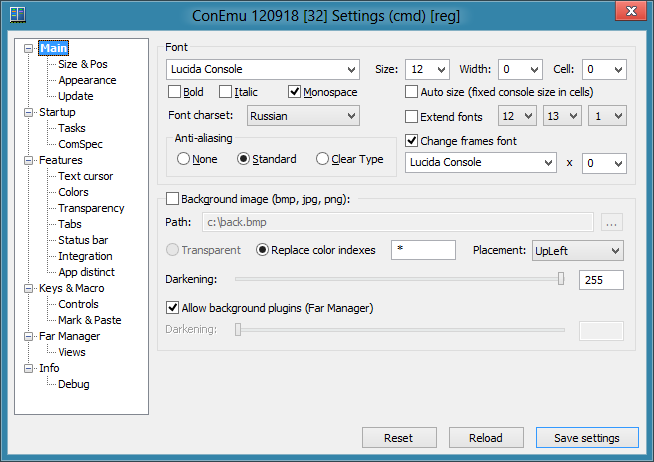 ConEmu 120918 [32] Settings (cmd) [reg]
Main
Size & Pos
Appearance
Update
Startup
Tasks
ComSpec
Features
Text cursor
Colors
Transparency
Tabs
Status bar
Integration
App distinct
Keys & Macro
Controls
Mark & Paste
Far Manager
Views
Info
Debug
Font
Lucida Console Size: 12 Width: 0 Cell: 0
Bold Italic Monospace Auto size (fixed console size in cells)
Font charset: Russian Extend fonts 12 13 1
Anti-aliasing Change frames font
None Standard Clear Type Lucida Console x 0
Background image (bmp, jpg, png):
Path: c:\back.bmp ...
Transparent Replace color indexes * Placement: UpLeft
Darkening: 255
Allow background plugins (Far Manager)
Darkening:
Reset Reload Save settings